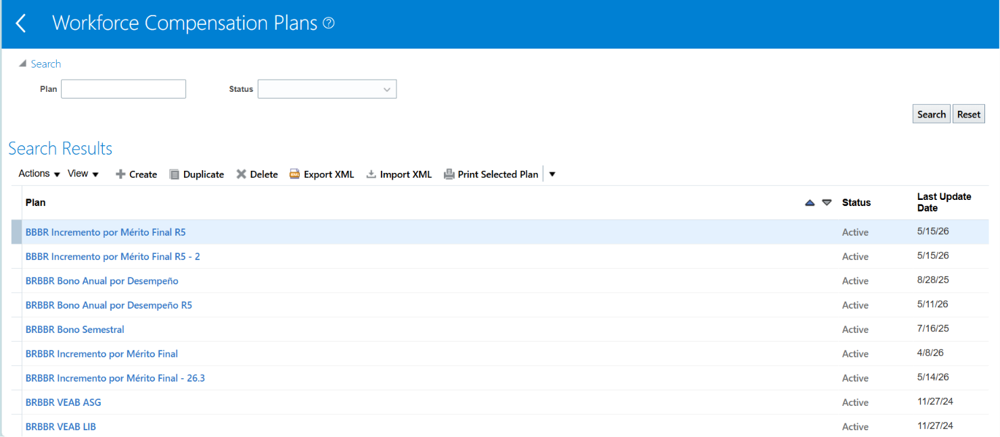 Workforce Compensation Plans ?
Search
Plan Status
Search Reset
Search Results
Actions View Create Duplicate Delete Export XML Import XML Print Selected Plan
Plan Status Last Update Date
BBBR Incremento por Mérito Final R5 Active 5/15/26
BBBR Incremento por Mérito Final R5 - 2 Active 5/15/26
BRBBR Bono Anual por Desempeño Active 8/28/25
BRBBR Bono Anual por Desempeño R5 Active 5/11/26
BRBBR Bono Semestral Active 7/16/25
BRBBR Incremento por Mérito Final Active 4/8/26
BRBBR Incremento por Mérito Final - 26.3 Active 5/14/26
BRBBR VEAB ASG Active 11/27/24
BRBBR VEAB LIB Active 11/27/24